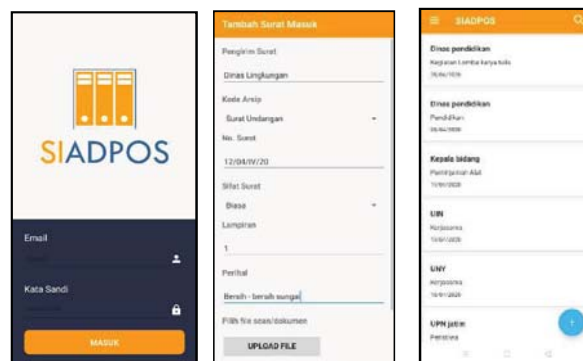 SIADPOS
Email
Kata Sandi
MASUK
Tambah Surat Masuk
Pengirim Surat
Dinas Lingkungan
Kode Arsip
Surat Undangan
No. Surat
12/04/IV/20
Sifat Surat
Biasa
Lampiran
1
Perihal
Bersih - bersih sungai
Pilih file scan/dokumen
UPLOAD FILE
SIADPOS
Dinas pendidikan
Kegiatan Lomba karya tulis
Dinas pendidikan
Pendidikan
Kepala bidang
Peminjaman Alat
UIN
Kerjasama
UNY
Kerjasama
UPN jatim
Peristiwa